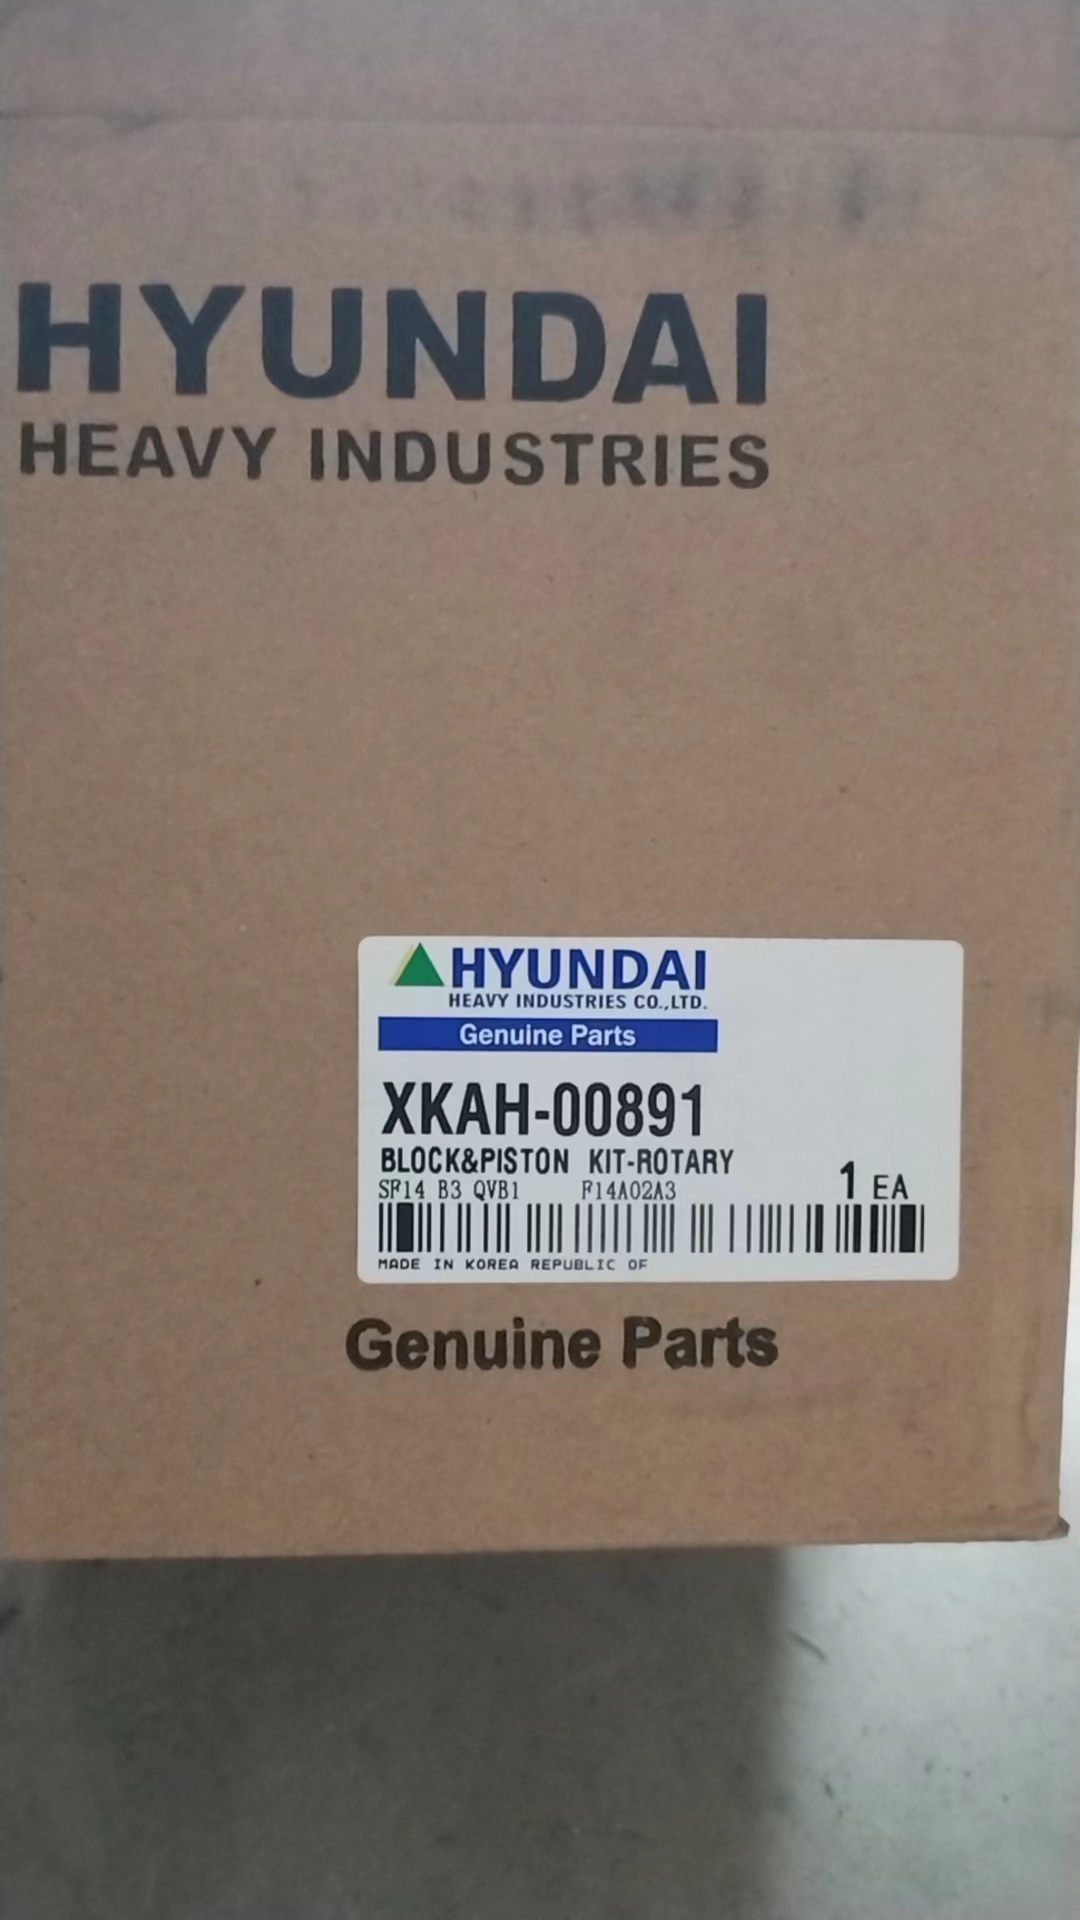 HYUNDAI
HEAVY INDUSTRIES
HYUNDAI
HEAVY INDUSTRIES CO.,LTD.
Genuine Parts
XKAH-00891
BLOCK&PISTON KIT-ROTARY
SF14 B3 QVB1 F14A02A3
1 EA
MADE IN KOREA REPUBLIC OF
Genuine Parts